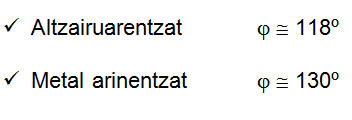 ✓ Altzairuarentzat φ ≅ 118º
✓ Metal arinentzat φ ≅ 130º